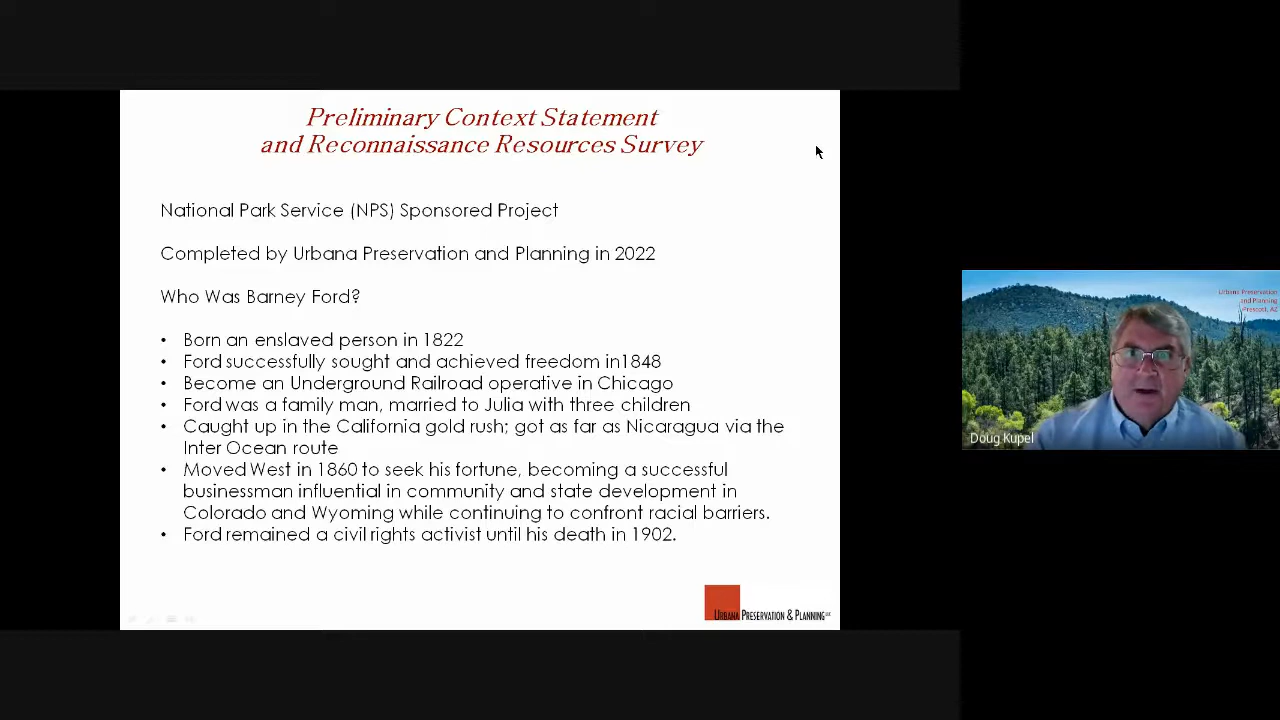 Preliminary Context Statement
and Reconnaissance Resources Survey
National Park Service (NPS) Sponsored Project
Completed by Urbana Preservation and Planning in 2022
Who Was Barney Ford?
• Born an enslaved person in 1822
• Ford successfully sought and achieved freedom in1848
• Become an Underground Railroad operative in Chicago
• Ford was a family man, married to Julia with three children
• Caught up in the California gold rush; got as far as Nicaragua via the
Inter Ocean route
• Moved West in 1860 to seek his fortune, becoming a successful
businessman influential in community and state development in
Colorado and Wyoming while continuing to confront racial barriers.
• Ford remained a civil rights activist until his death in 1902.
URBANA PRESERVATION & PLANNING LLC
Urbana Preservation
and Planning
Prescott, AZ
Doug Kupel